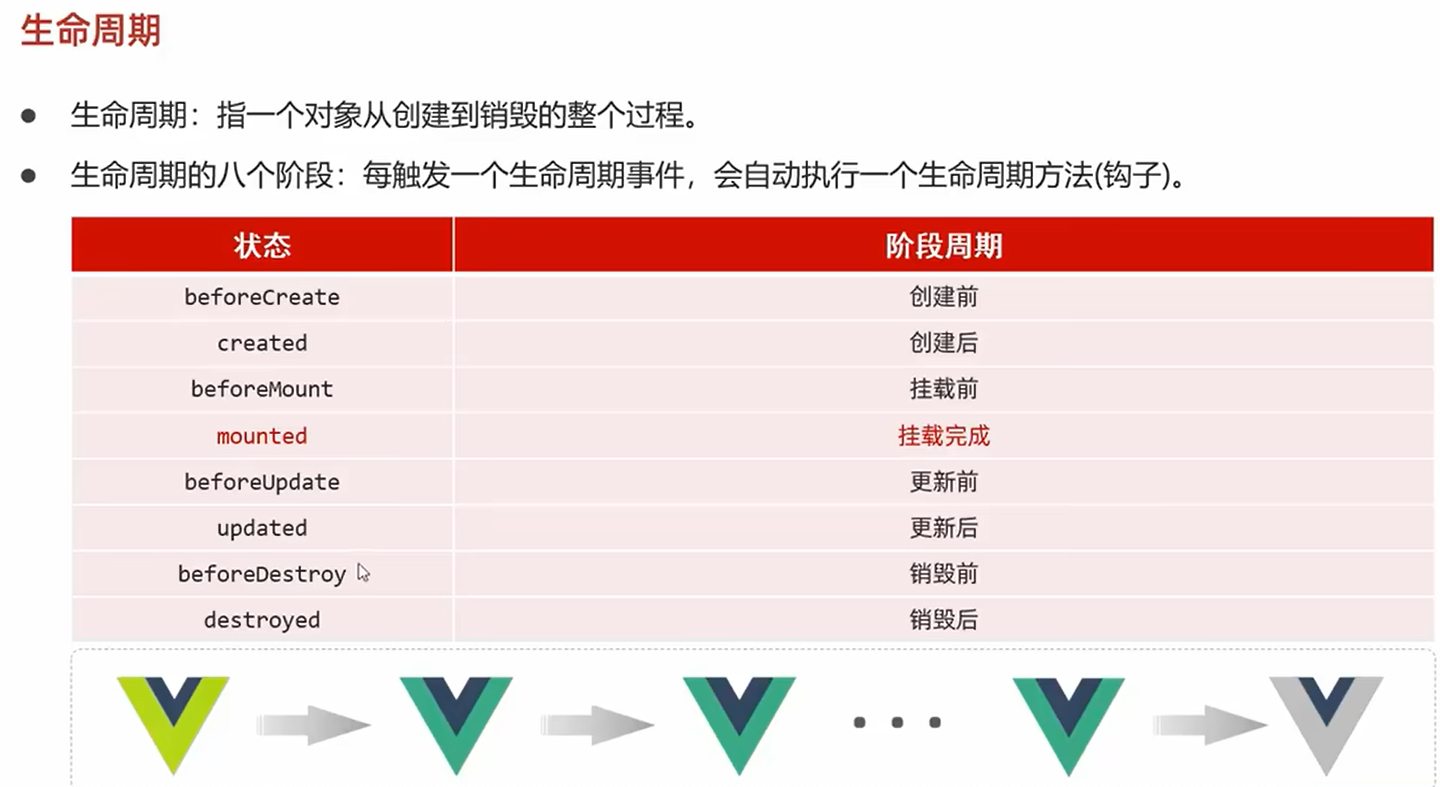 生命周期
● 生命周期：指一个对象从创建到销毁的整个过程。
● 生命周期的八个阶段：每触发一个生命周期事件，会自动执行一个生命周期方法(钩子)。
状态 阶段周期
beforeCreate 创建前
created 创建后
beforeMount 挂载前
mounted 挂载完成
beforeUpdate 更新前
updated 更新后
beforeDestroy 销毁前
destroyed 销毁后